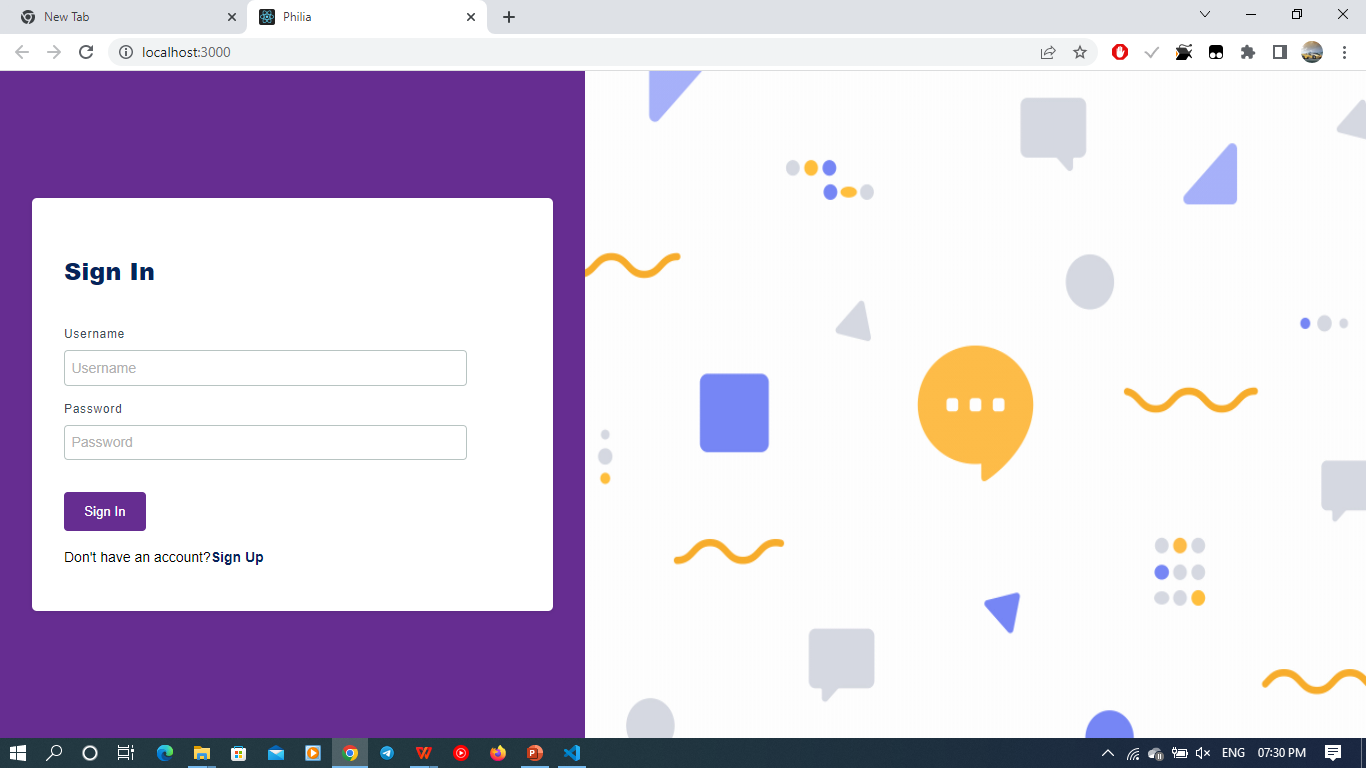 New Tab
Philia
localhost:3000
Sign In
Username
Username
Password
Password
Sign In
Don't have an account?Sign Up
ENG
07:30 PM